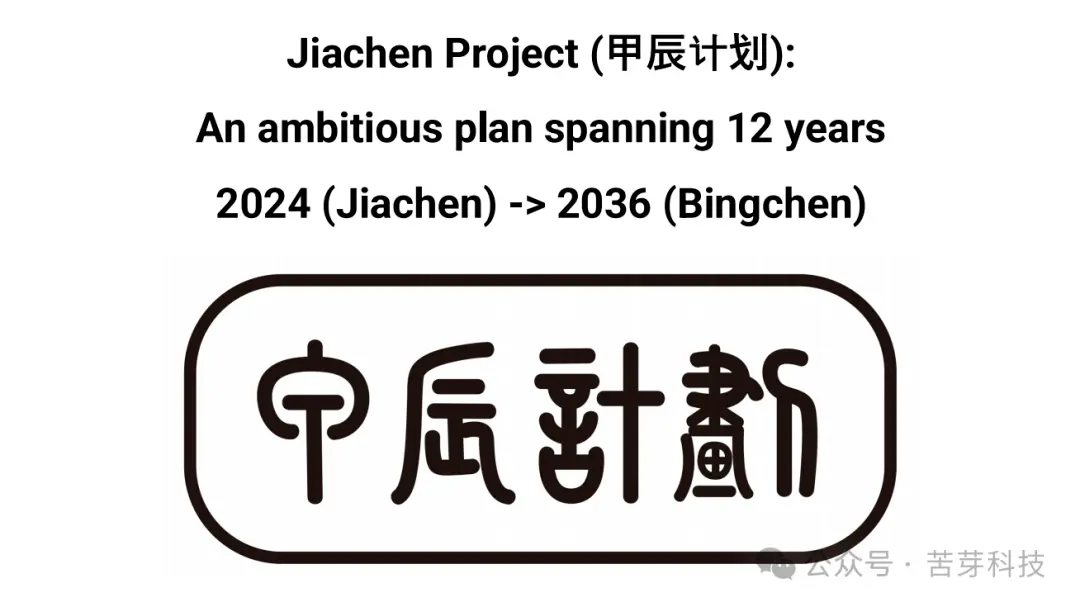 Jiachen Project (甲辰计划):
An ambitious plan spanning 12 years
2024 (Jiachen) -> 2036 (Bingchen)
甲辰計劃
公众号 · 苦芽科技